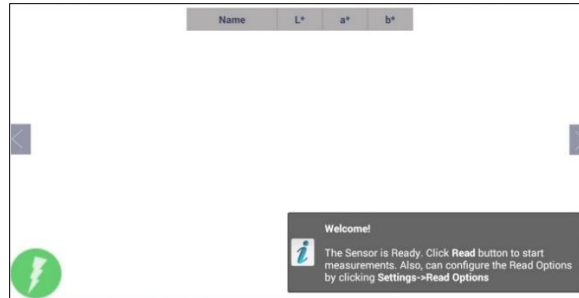 Name L* a* b*
Welcome!
The Sensor is Ready. Click Read button to start
measurements. Also, can configure the Read Options
by clicking Settings->Read Options